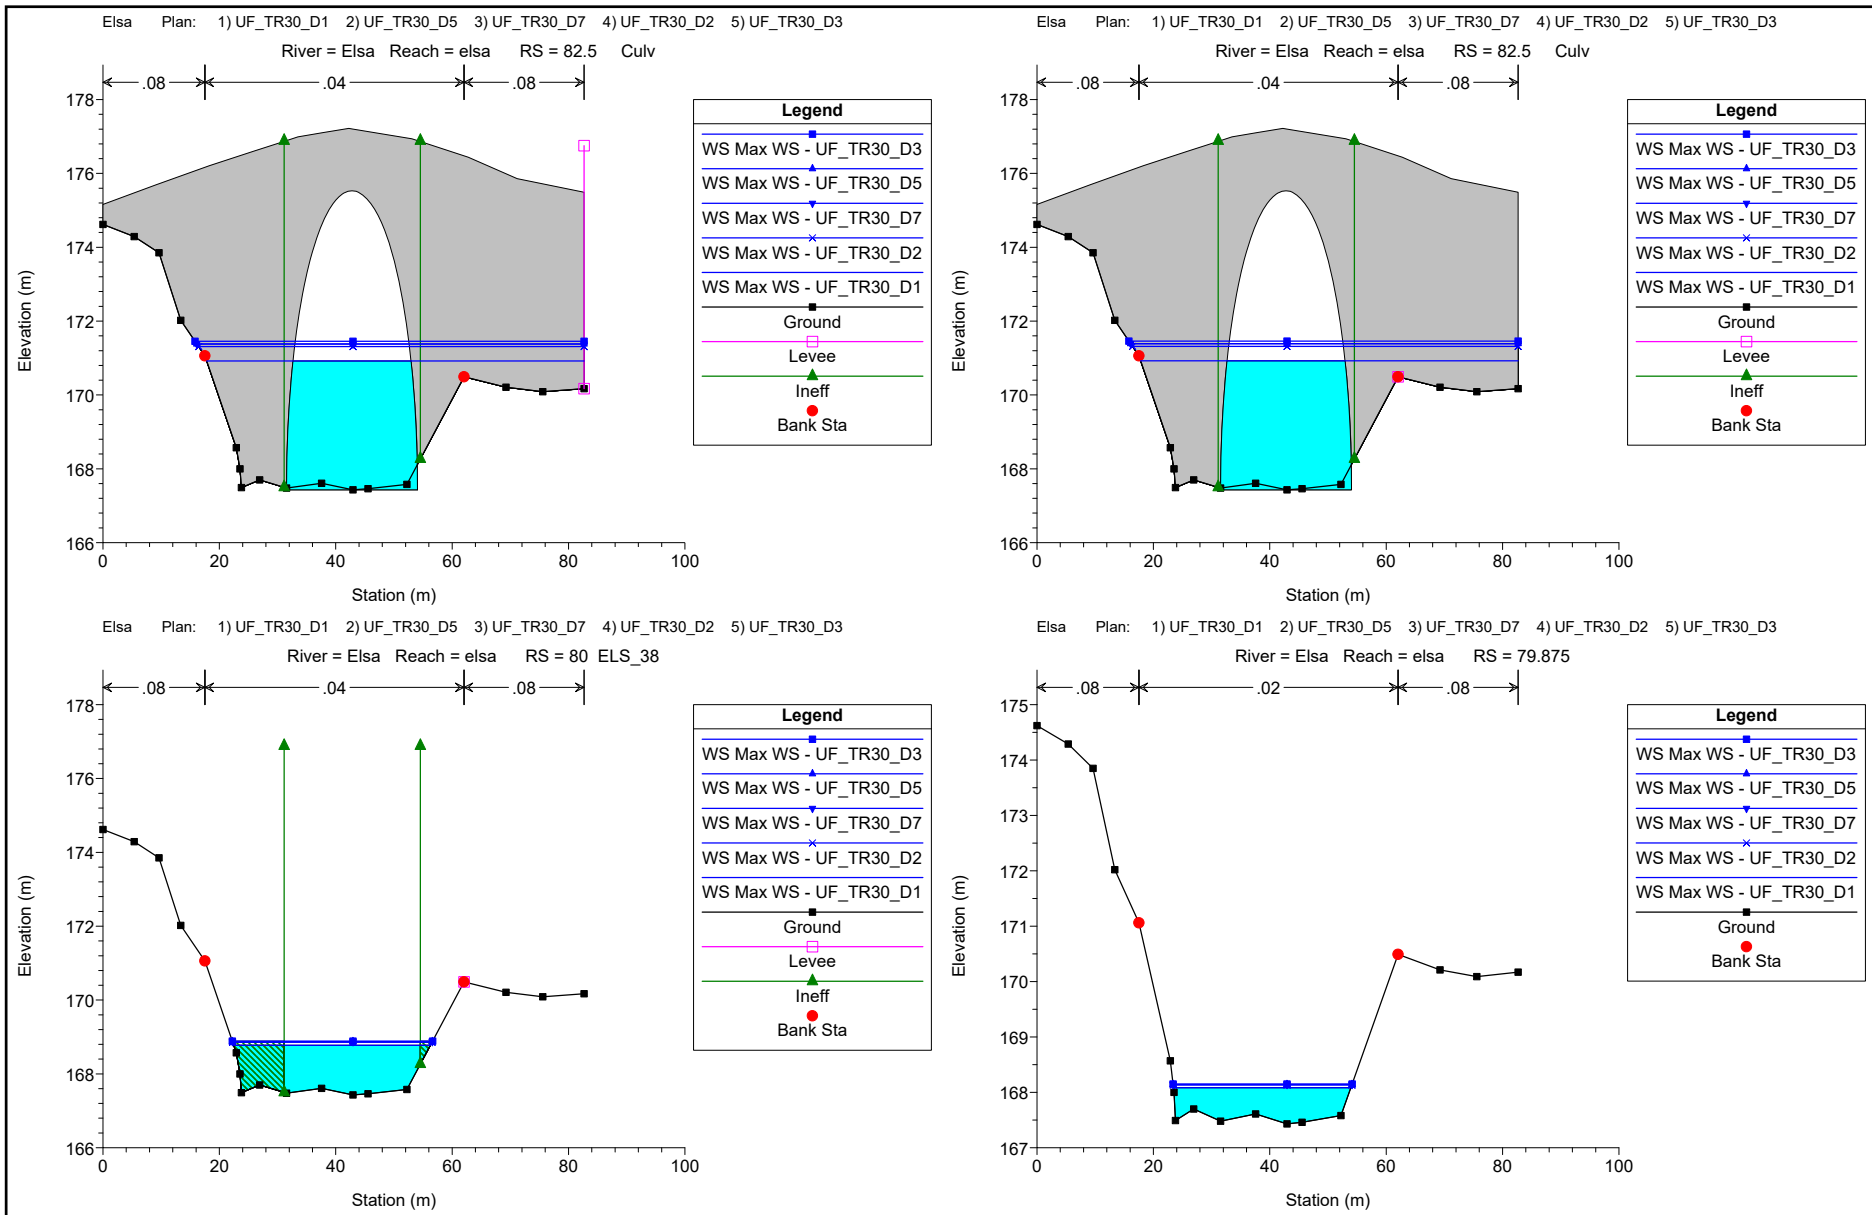 Elsa Plan: 1) UF_TR30_D1 2) UF_TR30_D5 3) UF_TR30_D7 4) UF_TR30_D2 5) UF_TR30_D3
River = Elsa Reach = elsa RS = 82.5 Culv
.08 .04 .08
178
176
174
172
170
168
166
0 20 40 60 80 100
Elevation (m)
Station (m)
Legend
WS Max WS - UF_TR30_D3
WS Max WS - UF_TR30_D5
WS Max WS - UF_TR30_D7
WS Max WS - UF_TR30_D2
WS Max WS - UF_TR30_D1
Ground
Levee
Ineff
Bank Sta
Elsa Plan: 1) UF_TR30_D1 2) UF_TR30_D5 3) UF_TR30_D7 4) UF_TR30_D2 5) UF_TR30_D3
River = Elsa Reach = elsa RS = 82.5 Culv
.08 .04 .08
178
176
174
172
170
168
166
0 20 40 60 80 100
Elevation (m)
Station (m)
Legend
WS Max WS - UF_TR30_D3
WS Max WS - UF_TR30_D5
WS Max WS - UF_TR30_D7
WS Max WS - UF_TR30_D2
WS Max WS - UF_TR30_D1
Ground
Levee
Ineff
Bank Sta
Elsa Plan: 1) UF_TR30_D1 2) UF_TR30_D5 3) UF_TR30_D7 4) UF_TR30_D2 5) UF_TR30_D3
River = Elsa Reach = elsa RS = 80 ELS_38
.08 .04 .08
178
176
174
172
170
168
166
0 20 40 60 80 100
Elevation (m)
Station (m)
Legend
WS Max WS - UF_TR30_D3
WS Max WS - UF_TR30_D5
WS Max WS - UF_TR30_D7
WS Max WS - UF_TR30_D2
WS Max WS - UF_TR30_D1
Ground
Levee
Ineff
Bank Sta
Elsa Plan: 1) UF_TR30_D1 2) UF_TR30_D5 3) UF_TR30_D7 4) UF_TR30_D2 5) UF_TR30_D3
River = Elsa Reach = elsa RS = 79.875
.08 .02 .08
175
174
173
172
171
170
169
168
167
0 20 40 60 80 100
Elevation (m)
Station (m)
Legend
WS Max WS - UF_TR30_D3
WS Max WS - UF_TR30_D5
WS Max WS - UF_TR30_D7
WS Max WS - UF_TR30_D2
WS Max WS - UF_TR30_D1
Ground
Bank Sta